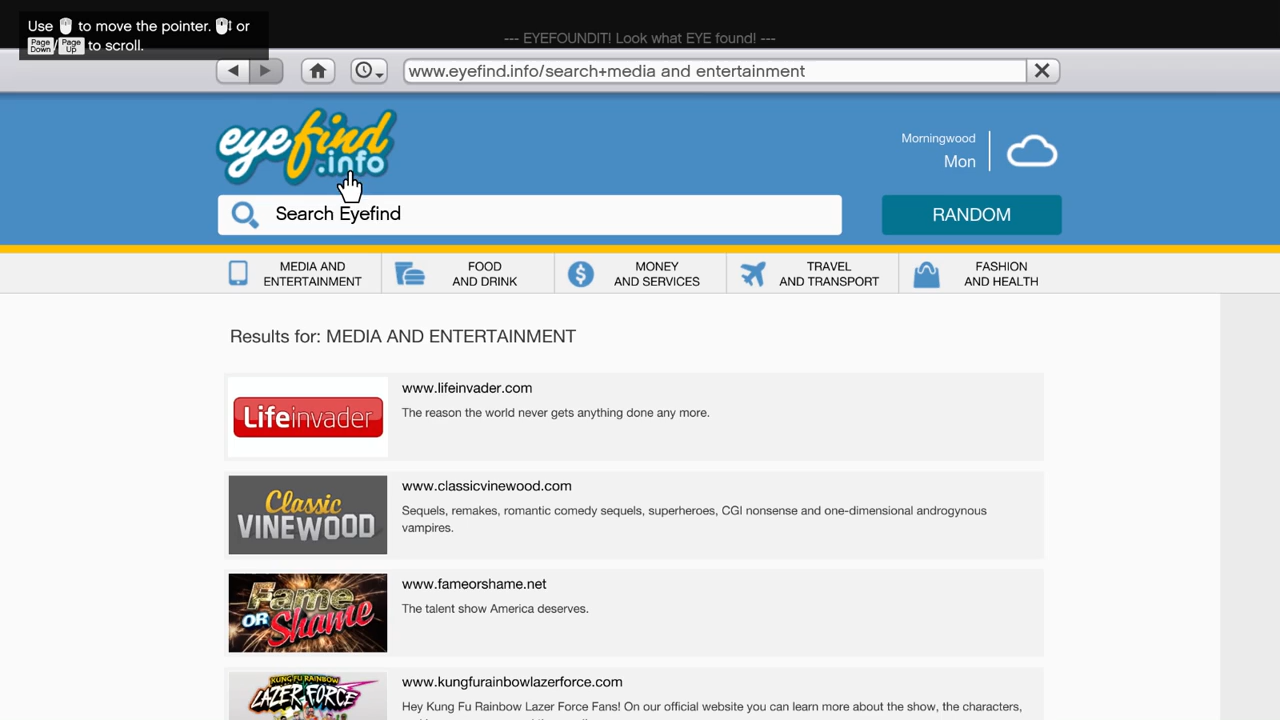 Use to move the pointer. or
Page Down / Page Up to scroll.
--- EYEFOUNDIT! Look what EYE found! ---
www.eyefind.info/search+media and entertainment
eyefind
.info
Morningwood
Mon
Search Eyefind
RANDOM
MEDIA AND
ENTERTAINMENT
FOOD
AND DRINK
MONEY
AND SERVICES
TRAVEL
AND TRANSPORT
FASHION
AND HEALTH
Results for: MEDIA AND ENTERTAINMENT
Lifeinvader
www.lifeinvader.com
The reason the world never gets anything done any more.
Classic
VINEWOOD
www.classicvinewood.com
Sequels, remakes, romantic comedy sequels, superheroes, CGI nonsense and one-dimensional androgynous
vampires.
Fame
OR Shame
www.fameorshame.net
The talent show America deserves.
KUNG FU RAINBOW
LAZER FORCE
www.kungfurainbowlazerforce.com
Hey Kung Fu Rainbow Lazer Force Fans! On our official website you can learn more about the show, the characters,